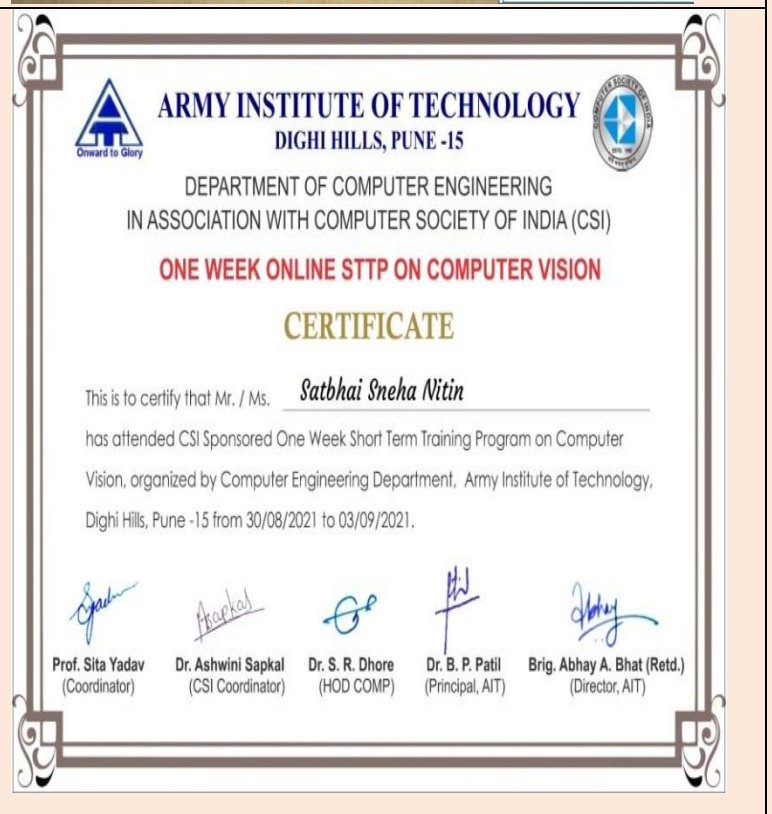 Onward to Glory
ARMY INSTITUTE OF TECHNOLOGY
DIGHI HILLS, PUNE -15
COMPUTER SOCIETY OF INDIA
DEPARTMENT OF COMPUTER ENGINEERING
IN ASSOCIATION WITH COMPUTER SOCIETY OF INDIA (CSI)
ONE WEEK ONLINE STTP ON COMPUTER VISION
CERTIFICATE
This is to certify that Mr. / Ms. Satbhai Sneha Nitin
has attended CSI Sponsored One Week Short Term Training Program on Computer
Vision, organized by Computer Engineering Department, Army Institute of Technology,
Dighi Hills, Pune -15 from 30/08/2021 to 03/09/2021.
Prof. Sita Yadav Dr. Ashwini Sapkal Dr. S. R. Dhore Dr. B. P. Patil Brig. Abhay A. Bhat (Retd.)
(Coordinator) (CSI Coordinator) (HOD COMP) (Principal, AIT) (Director, AIT)